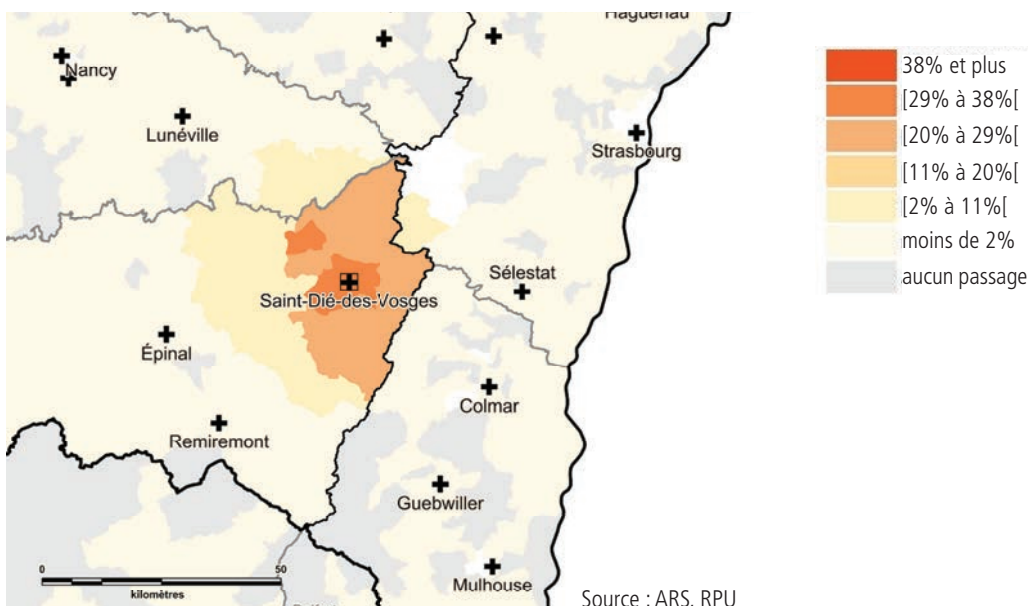 Haguenau
Nancy
Lunéville
Strasbourg
Saint-Dié-des-Vosges
Sélestat
Épinal
Colmar
Remiremont
Guebwiller
Mulhouse
0 50
kilomètres
38% et plus
[29% à 38%[
[20% à 29%[
[11% à 20%[
[2% à 11%[
moins de 2%
aucun passage
Source : ARS, RPU